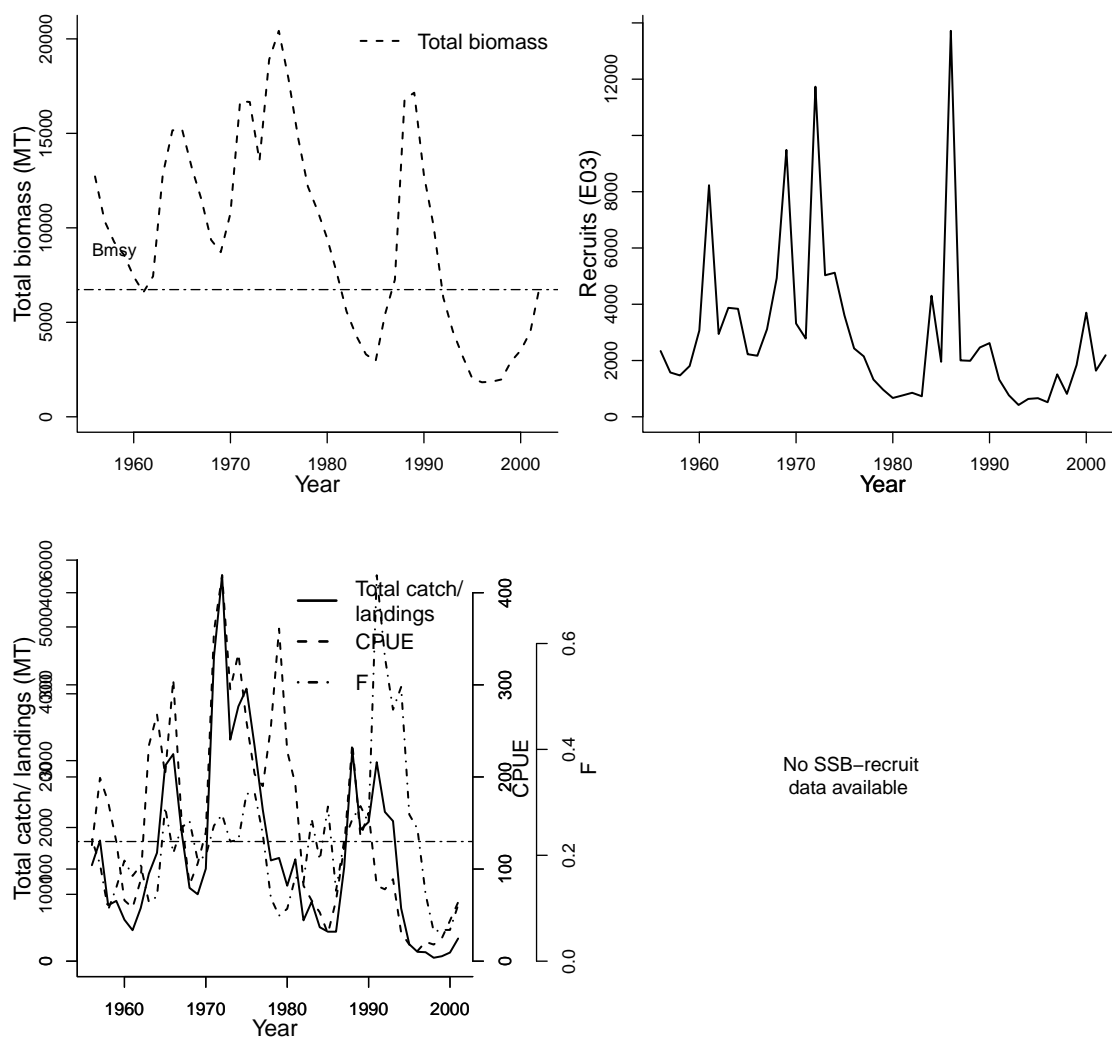 Total biomass (MT)
20000
15000
10000
5000
0
Total biomass
Bmsy
1960 1970 1980 1990 2000
Year
Recruits (E03)
12000
8000
6000
4000
2000
0
1960 1970 1980 1990 2000
Year
Total catch/ landings (MT)
6000
5000
4000
3000
2000
1000
0
Total catch/
landings
CPUE
F
400
300
200
100
0
CPUE
0.6
0.4
0.2
0.0
F
1960 1970 1980 1990 2000
Year
No SSB−recruit
data available